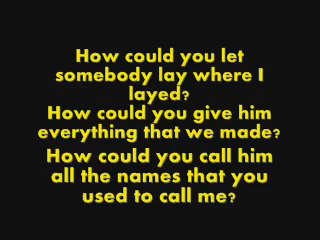 How could you let
somebody lay where I
layed?
How could you give him
everything that we made?
How could you call him
all the names that you
used to call me?